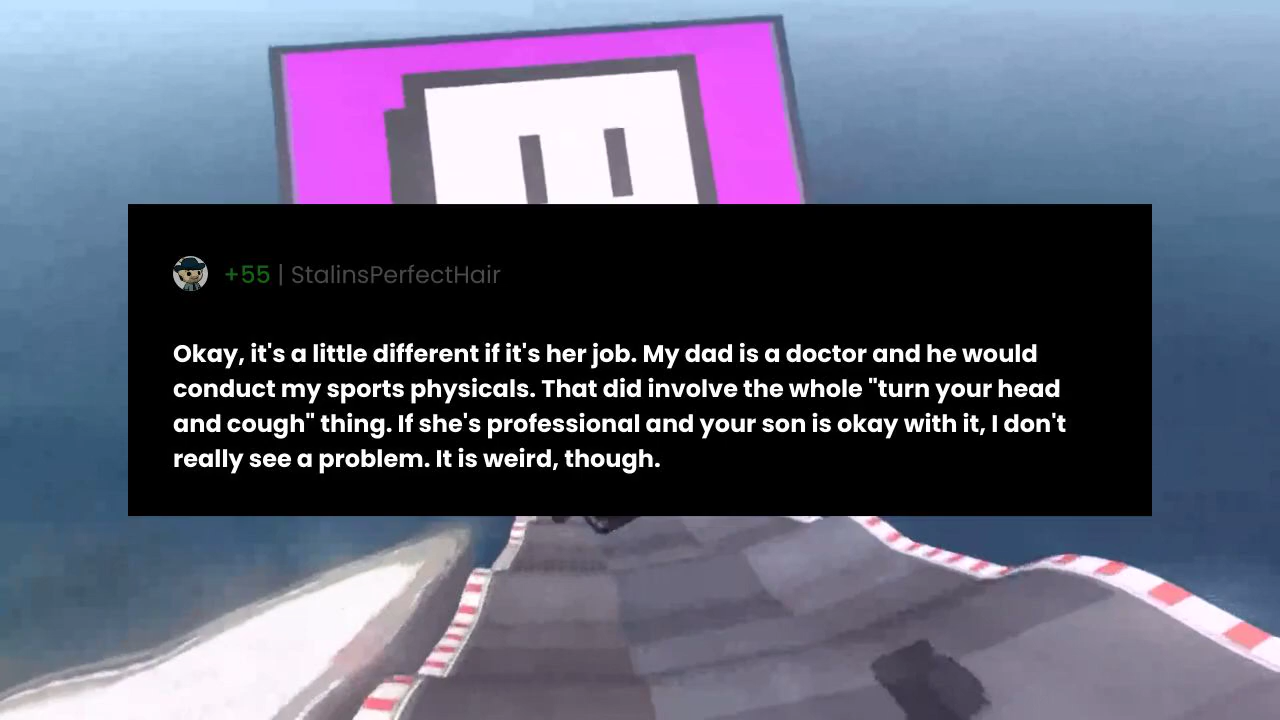 +55 | StalinsPerfectHair
Okay, it's a little different if it's her job. My dad is a doctor and he would
conduct my sports physicals. That did involve the whole "turn your head
and cough" thing. If she's professional and your son is okay with it, I don't
really see a problem. It is weird, though.